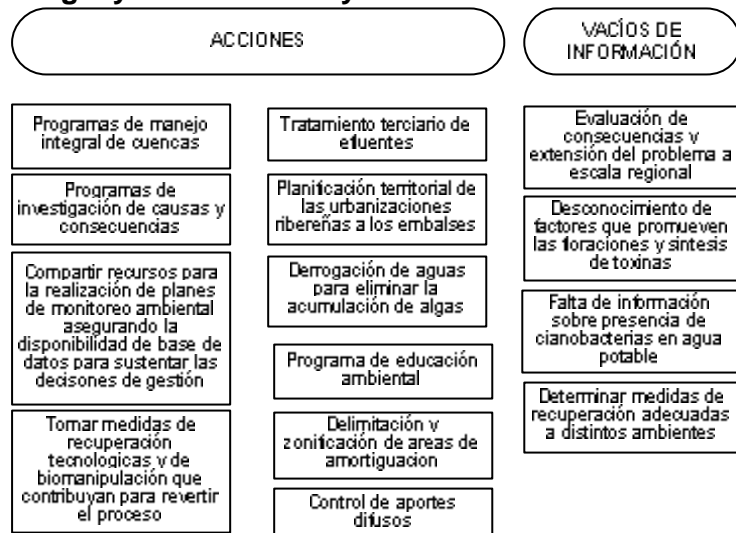 ACCIONES
VACÍOS DE
INFORMACIÓN
Programas de manejo
integral de cuencas
Programas de
investigación de causas y
consecuencias
Compartir recursos para
la realización de planes
de monitoreo ambiental
asegurando la
disponibilidad de base de
datos para sustentar las
decisones de gestión
Tomar medidas de
recuperación
tecnologicas y de
biomanipulación que
contribuyan para revertir
el proceso
Tratamiento terciario de
efluentes
Planificación territorial de
las urbanizaciones
ribereñas a los embalses
Derrogación de aguas
para eliminar la
acumulación de algas
Programa de educación
ambiental
Delimitación y
zonificación de areas de
amortiguacion
Control de aportes
difusos
Evaluación de
consecuencias y
extensión del problema a
escala regional
Desconocimiento de
factores que promueven
las floraciones y sintesis
de toxinas
Falta de información
sobre presencia de
cianobacterias en agua
potable
Determinar medidas de
recuperación adecuadas
a distintos ambientes